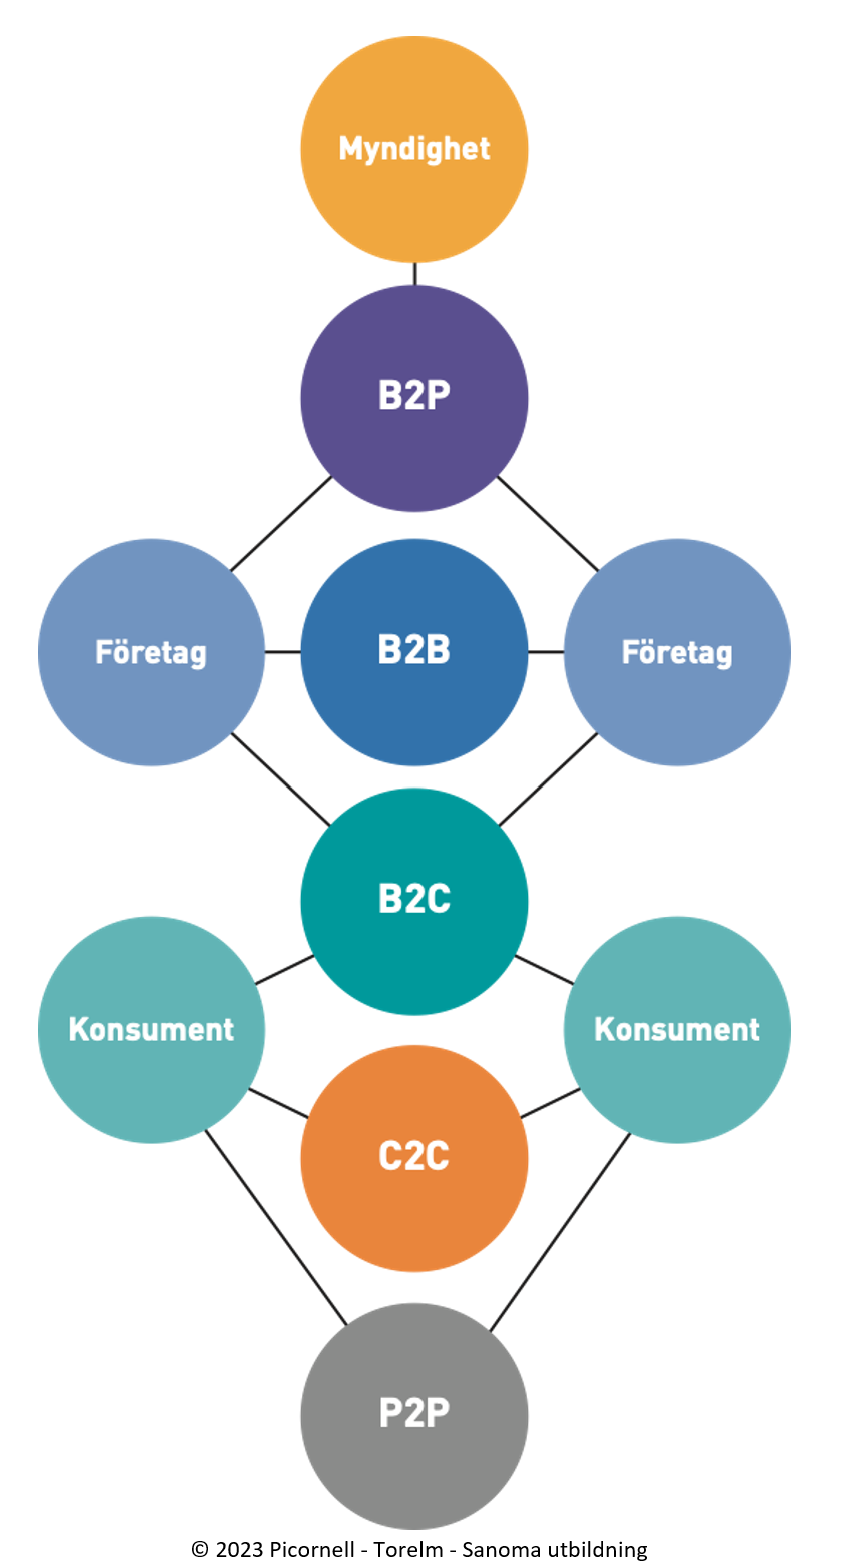 Myndighet
B2P
Företag
B2B
Företag
B2C
Konsument
Konsument
C2C
P2P
© 2023 Picornell - Torelm - Sanoma utbildning